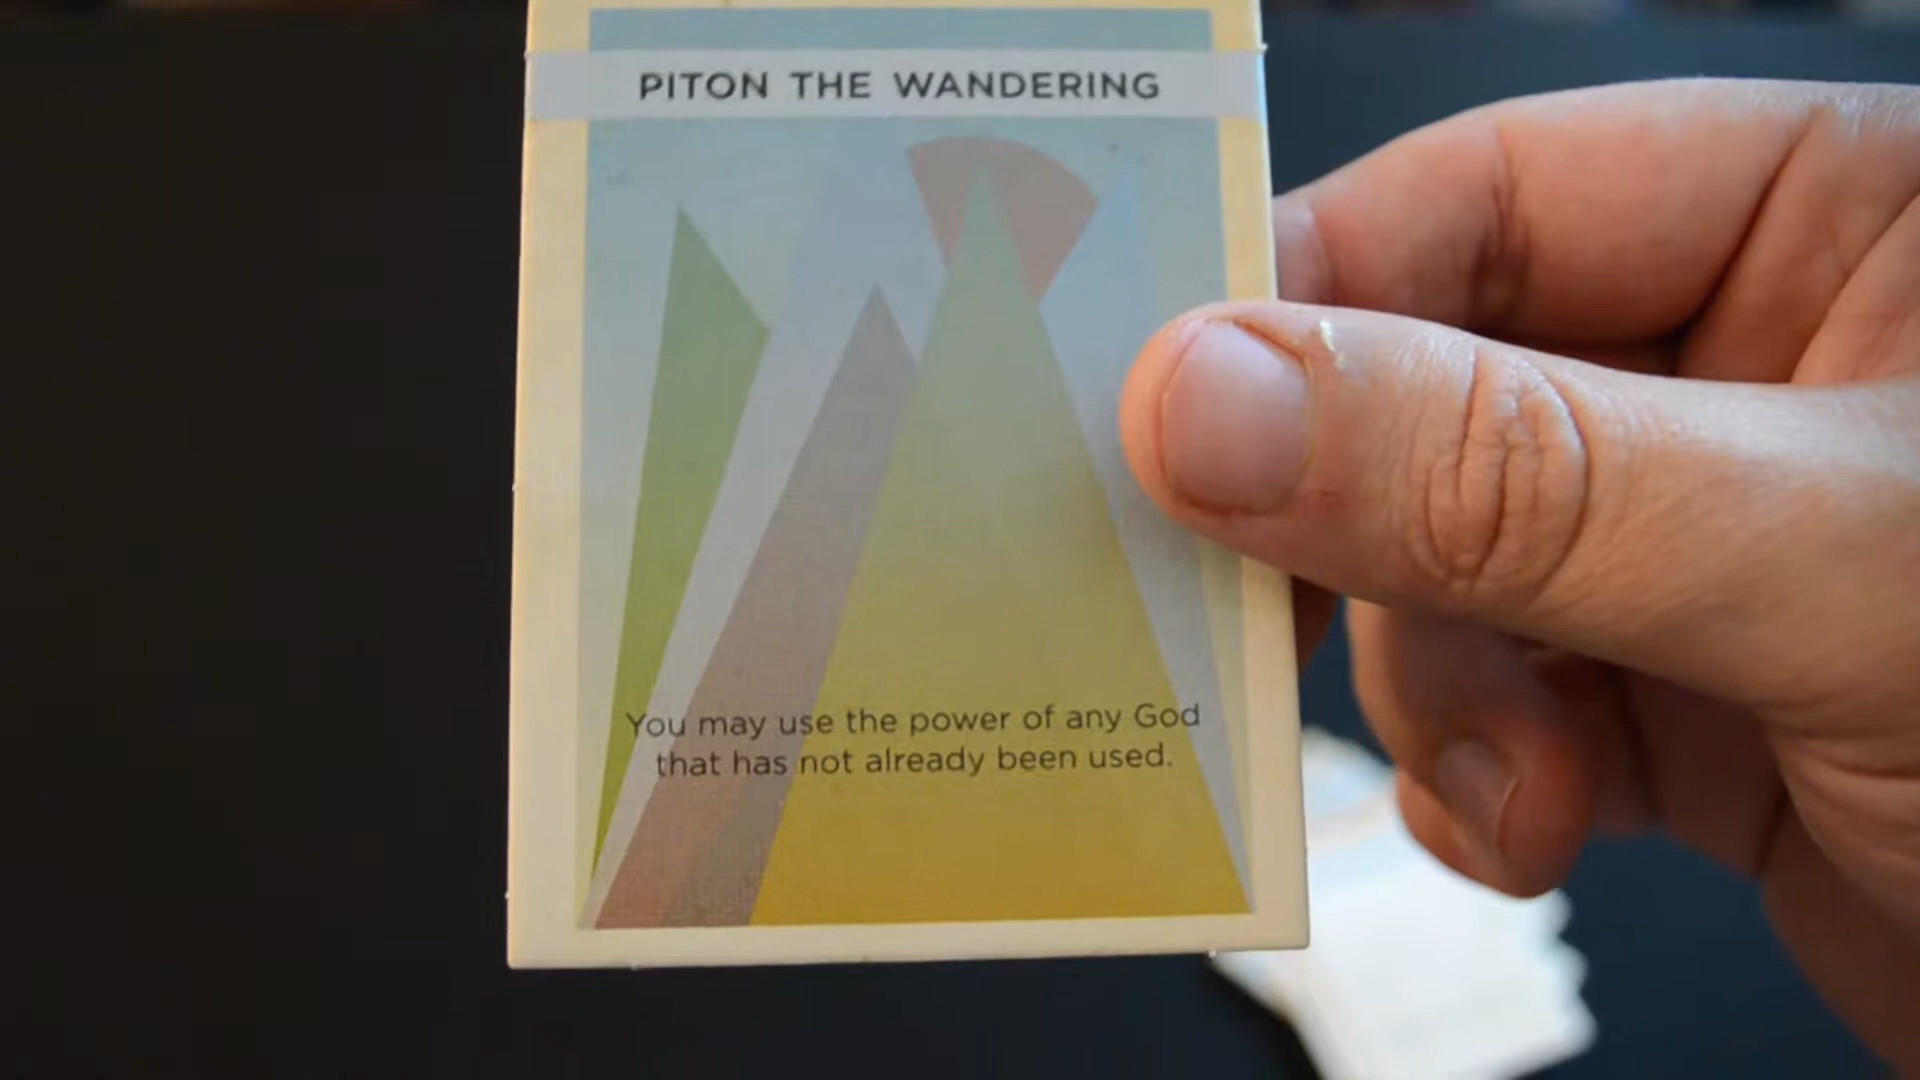 PITON THE WANDERING
You may use the power of any God
that has not already been used.